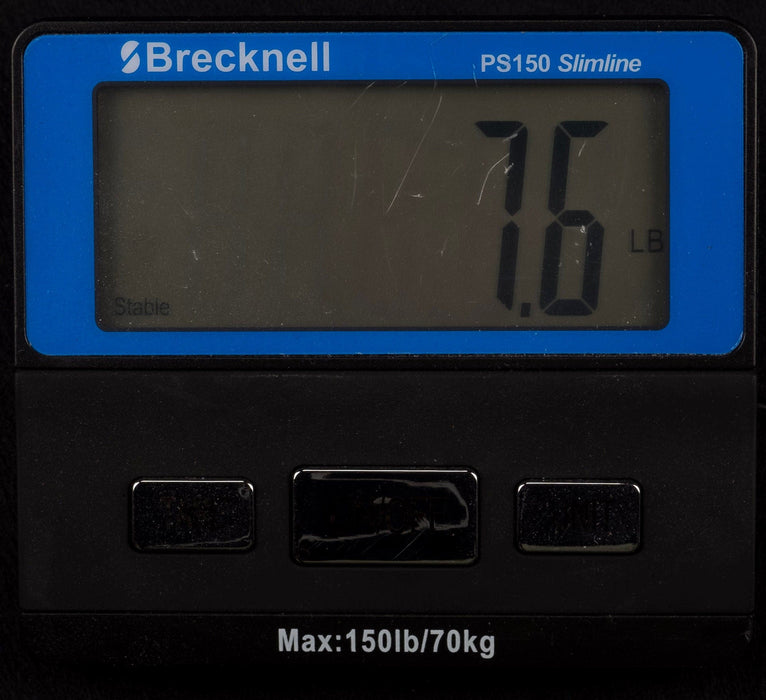 Brecknell
PS150 Slimline
7.6
LB
Stable
Max:150lb/70kg